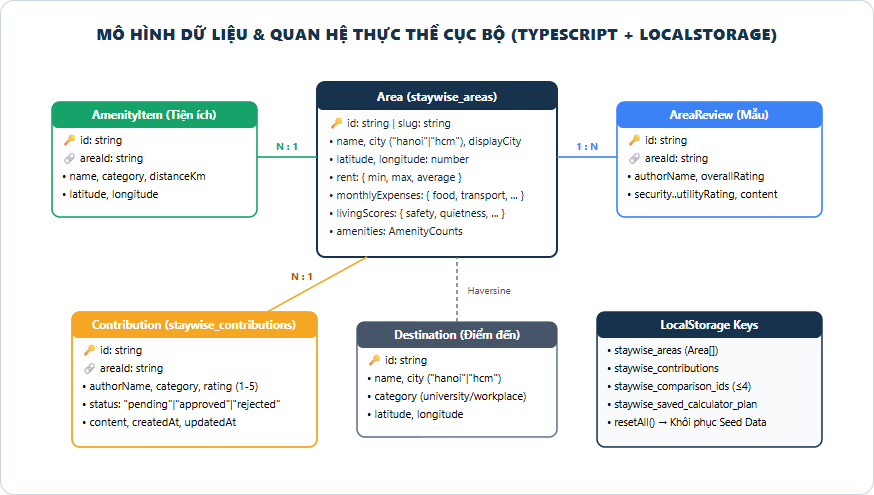 MÔ HÌNH DỮ LIỆU & QUAN HỆ THỰC THỂ CỤC BỘ (TYPESCRIPT + LOCALSTORAGE)
AmenityItem (Tiện ích)
🔑 id: string
🔗 areaId: string
• name, category, distanceKm
• latitude, longitude
N : 1
Area (staywise_areas)
🔑 id: string | slug: string
• name, city ("hanoi"|"hcm"), displayCity
• latitude, longitude: number
• rent: { min, max, average }
• monthlyExpenses: { food, transport, ... }
• livingScores: { safety, quietness, ... }
• amenities: AmenityCounts
1 : N
AreaReview (Mẫu)
🔑 id: string
🔗 areaId: string
• authorName, overallRating
• security..utilityRating, content
N : 1
Haversine
Contribution (staywise_contributions)
🔑 id: string
🔗 areaId: string
• authorName, category, rating (1-5)
• status: "pending"|"approved"|"rejected"
• content, createdAt, updatedAt
Destination (Điểm đến)
🔑 id: string
• name, city ("hanoi"|"hcm")
• category (university/workplace)
• latitude, longitude
LocalStorage Keys
• staywise_areas (Area[])
• staywise_contributions
• staywise_comparison_ids (≤4)
• staywise_saved_calculator_plan
• resetAll() → Khôi phục Seed Data